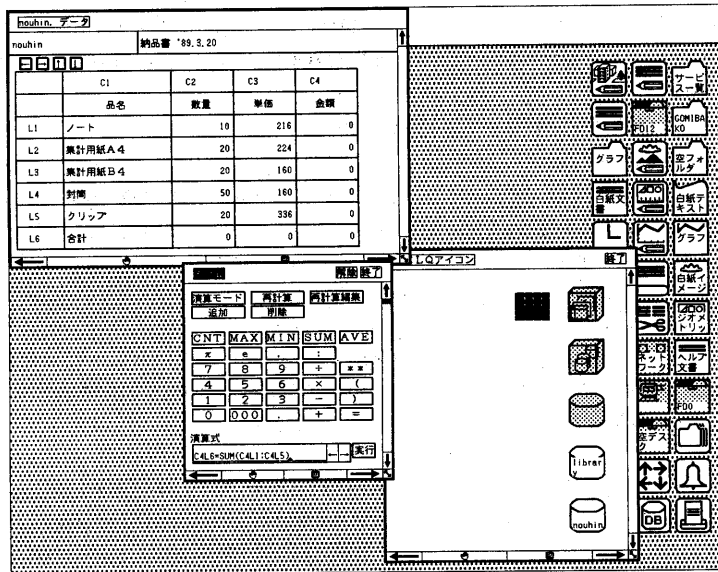 nouhin. データ
nouhin 納品書 '89.3.20
← → ↑ ↓
C1 C2 C3 C4
品名 数量 単価 金額
L1 ノート 10 216 0
L2 集計用紙A4 20 224 0
L3 集計用紙B4 20 160 0
L4 封筒 50 160 0
L5 クリップ 20 336 0
L6 合計 0 0 0
解除 終了
演算モード 再計算 再計算編集
追加 削除
CNT MAX MIN SUM AVE
π e , :
7 8 9 ÷ **
4 5 6 × (
1 2 3 − )
0 000 . + =
演算式
C4L6=SUM(C4L1:C4L5)
← → 実行
LQアイコン 終了
library
nouhin
サービス一覧
FD12
GOMIBAKO
グラフ
空フォルダ
白紙文書
白紙テキスト
グラフ
白紙イメージ
ジオメトリッ
ネットワーク
ヘルプ文書
FD0
空デスク
DB